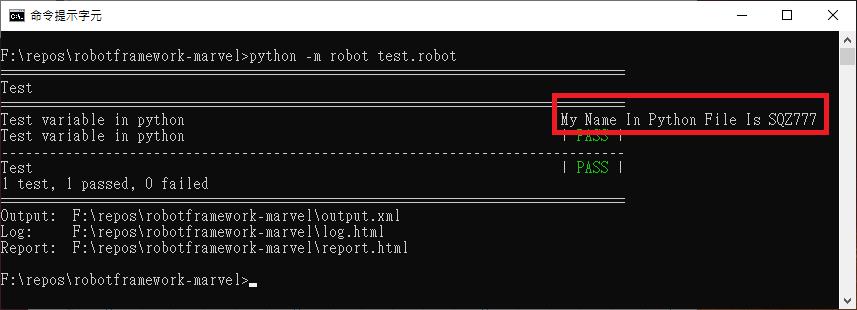 命令提示字元
F:\repos\robotframework-marvel>python -m robot test.robot
==============================================================================
Test
==============================================================================
Test variable in python                                               My Name In Python File Is SQZ777
Test variable in python                                               | PASS |
------------------------------------------------------------------------------
Test                                                                  | PASS |
1 test, 1 passed, 0 failed
==============================================================================
Output:  F:\repos\robotframework-marvel\output.xml
Log:     F:\repos\robotframework-marvel\log.html
Report:  F:\repos\robotframework-marvel\report.html
F:\repos\robotframework-marvel>